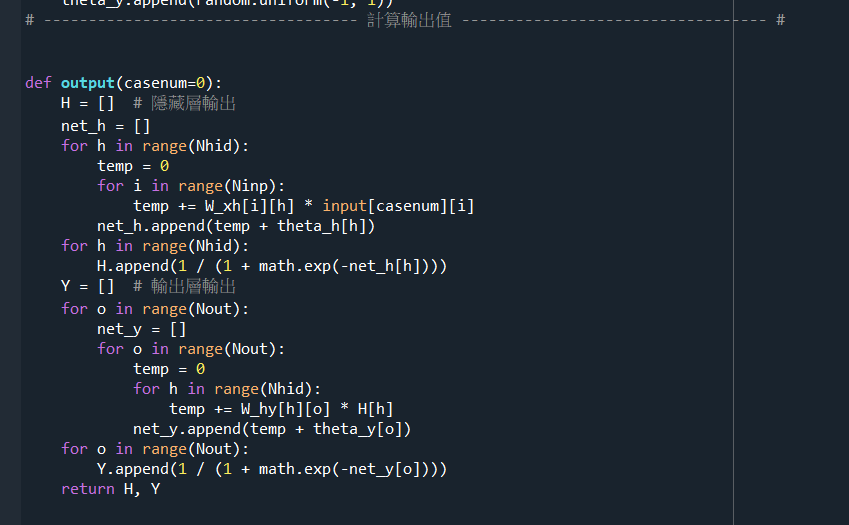 theta_y.append(random.uniform(-1, 1))
# ----------------------------------- 計算輸出值 ---------------------------------- #
def output(casenum=0):
    H = []  # 隱藏層輸出
    net_h = []
    for h in range(Nhid):
        temp = 0
        for i in range(Ninp):
            temp += W_xh[i][h] * input[casenum][i]
        net_h.append(temp + theta_h[h])
    for h in range(Nhid):
        H.append(1 / (1 + math.exp(-net_h[h])))
    Y = []  # 輸出層輸出
    for o in range(Nout):
        net_y = []
        for o in range(Nout):
            temp = 0
            for h in range(Nhid):
                temp += W_hy[h][o] * H[h]
            net_y.append(temp + theta_y[o])
    for o in range(Nout):
        Y.append(1 / (1 + math.exp(-net_y[o])))
    return H, Y